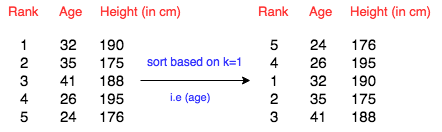 Rank Age Height (in cm)
1 32 190
2 35 175
3 41 188
4 26 195
5 24 176
sort based on k=1
i.e (age)
Rank Age Height (in cm)
5 24 176
4 26 195
1 32 190
2 35 175
3 41 188